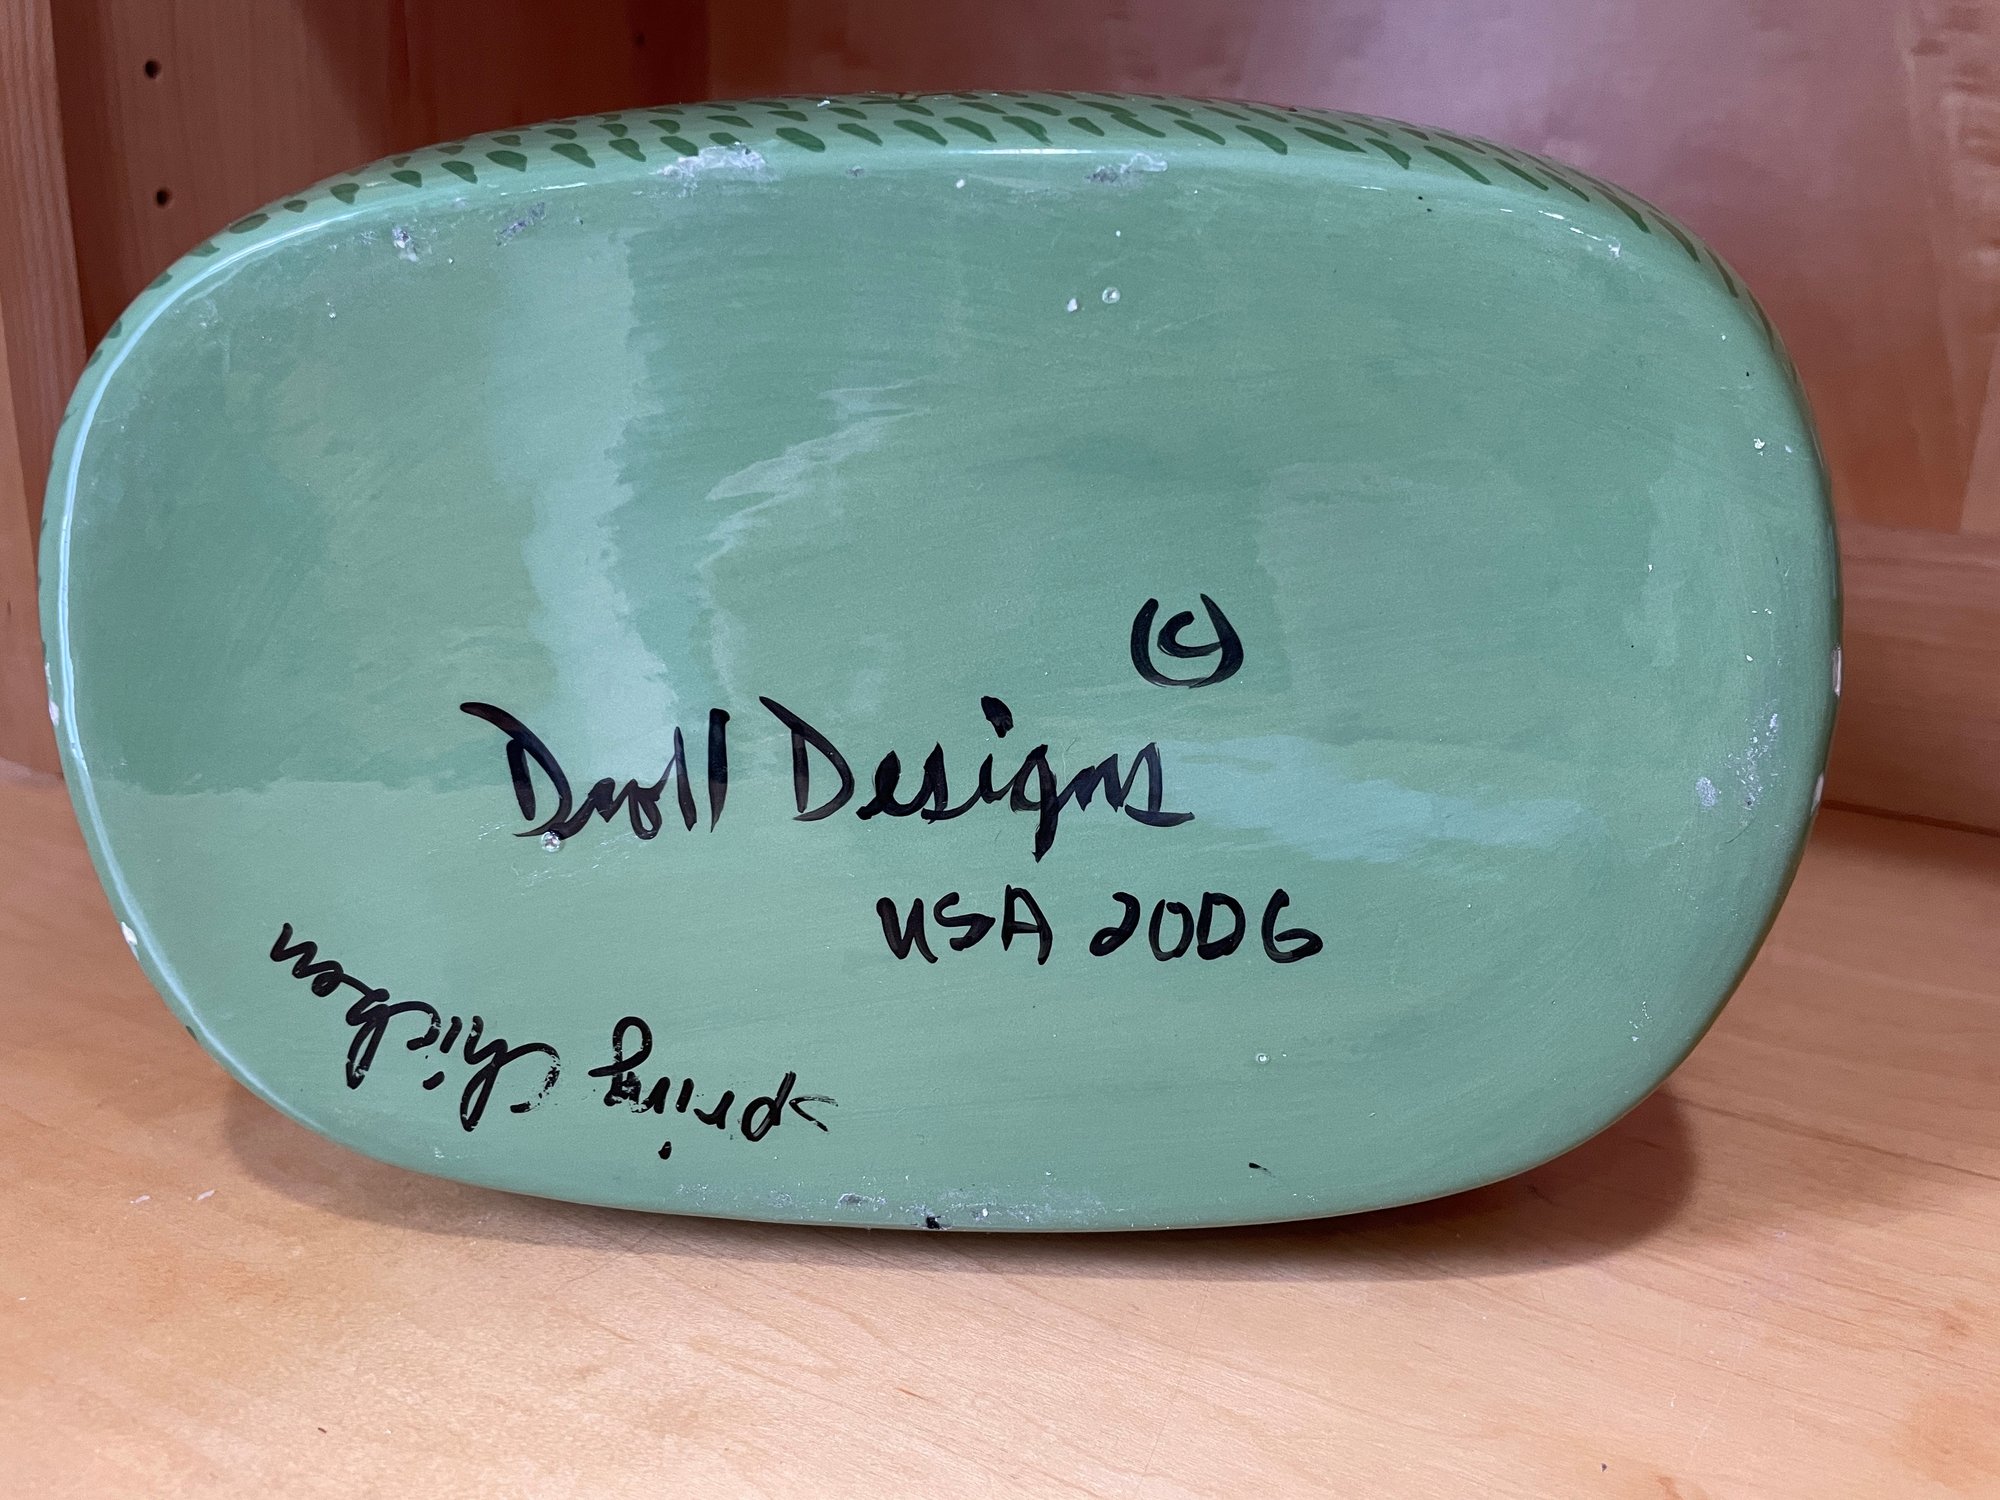 ©
Droll Designs
USA 2006
spring chicken